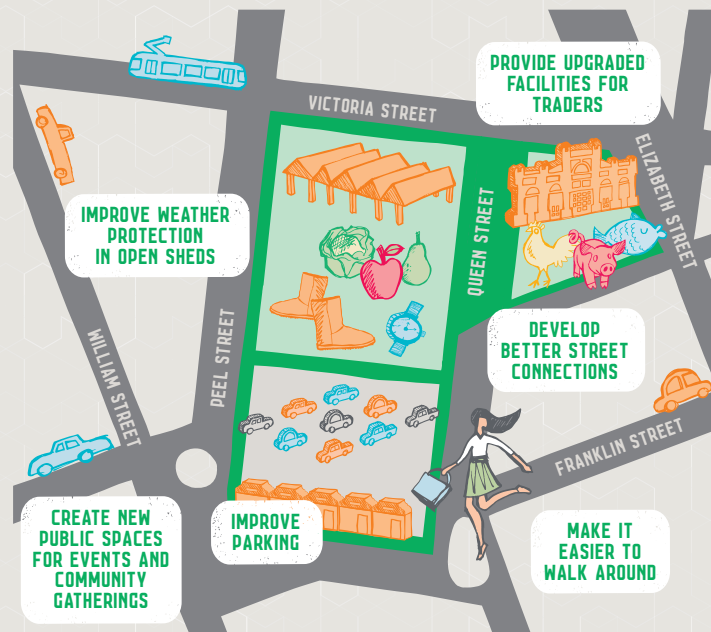 PROVIDE UPGRADED
FACILITIES FOR
TRADERS
VICTORIA STREET
ELIZABETH STREET
IMPROVE WEATHER
PROTECTION
IN OPEN SHEDS
QUEEN STREET
PEEL STREET
WILLIAM STREET
DEVELOP
BETTER STREET
CONNECTIONS
FRANKLIN STREET
CREATE NEW
PUBLIC SPACES
FOR EVENTS AND
COMMUNITY
GATHERINGS
IMPROVE
PARKING
MAKE IT
EASIER TO
WALK AROUND